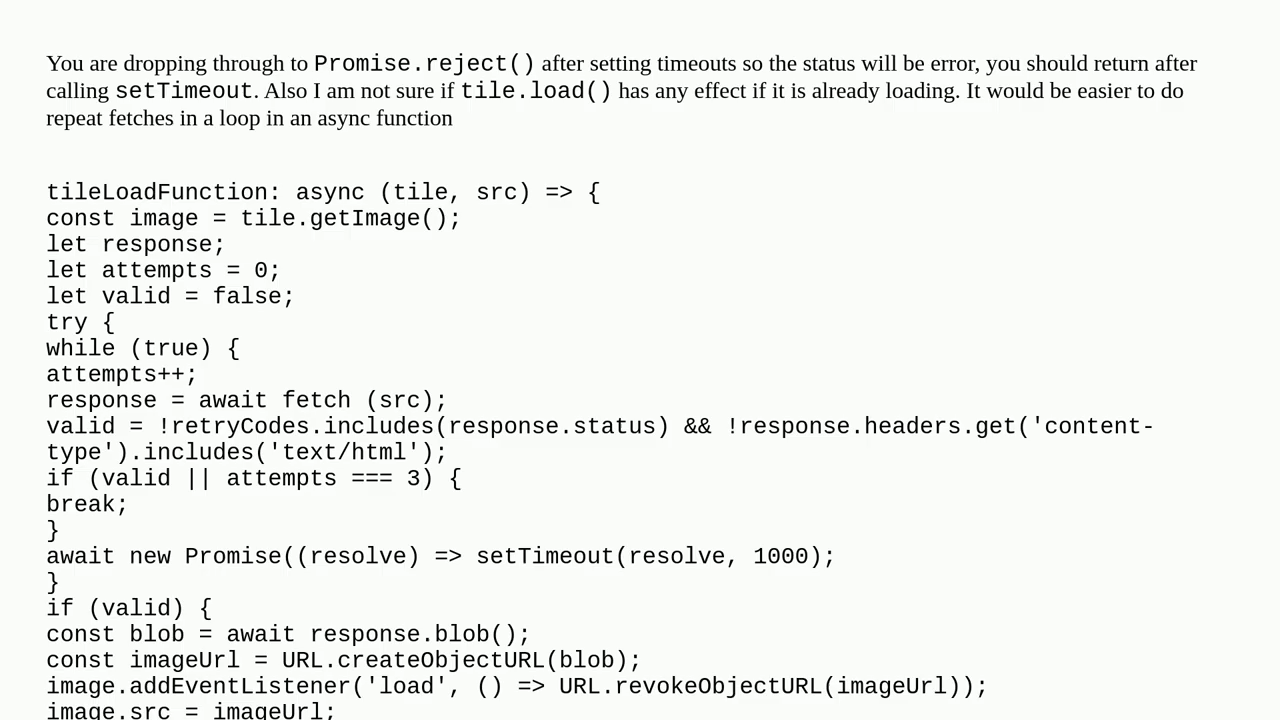 You are dropping through to Promise.reject() after setting timeouts so the status will be error, you should return after
calling setTimeout. Also I am not sure if tile.load() has any effect if it is already loading. It would be easier to do
repeat fetches in a loop in an async function
tileLoadFunction: async (tile, src) => {
const image = tile.getImage();
let response;
let attempts = 0;
let valid = false;
try {
while (true) {
attempts++;
response = await fetch (src);
valid = !retryCodes.includes(response.status) && !response.headers.get('content-
type').includes('text/html');
if (valid || attempts === 3) {
break;
}
await new Promise((resolve) => setTimeout(resolve, 1000);
}
if (valid) {
const blob = await response.blob();
const imageUrl = URL.createObjectURL(blob);
image.addEventListener('load', () => URL.revokeObjectURL(imageUrl));
image.src = imageUrl;